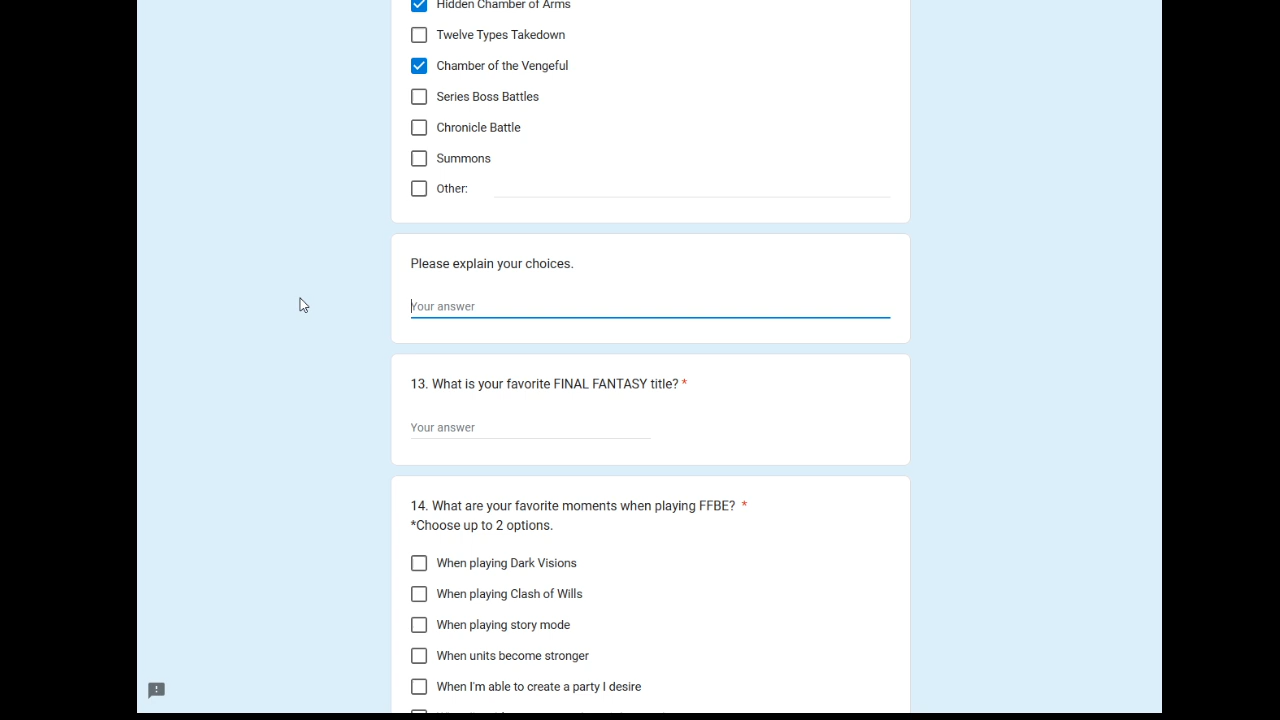 Hidden Chamber of Arms
Twelve Types Takedown
Chamber of the Vengeful
Series Boss Battles
Chronicle Battle
Summons
Other:
Please explain your choices.
Your answer
13. What is your favorite FINAL FANTASY title? *
Your answer
14. What are your favorite moments when playing FFBE? *
*Choose up to 2 options.
When playing Dark Visions
When playing Clash of Wills
When playing story mode
When units become stronger
When I'm able to create a party I desire